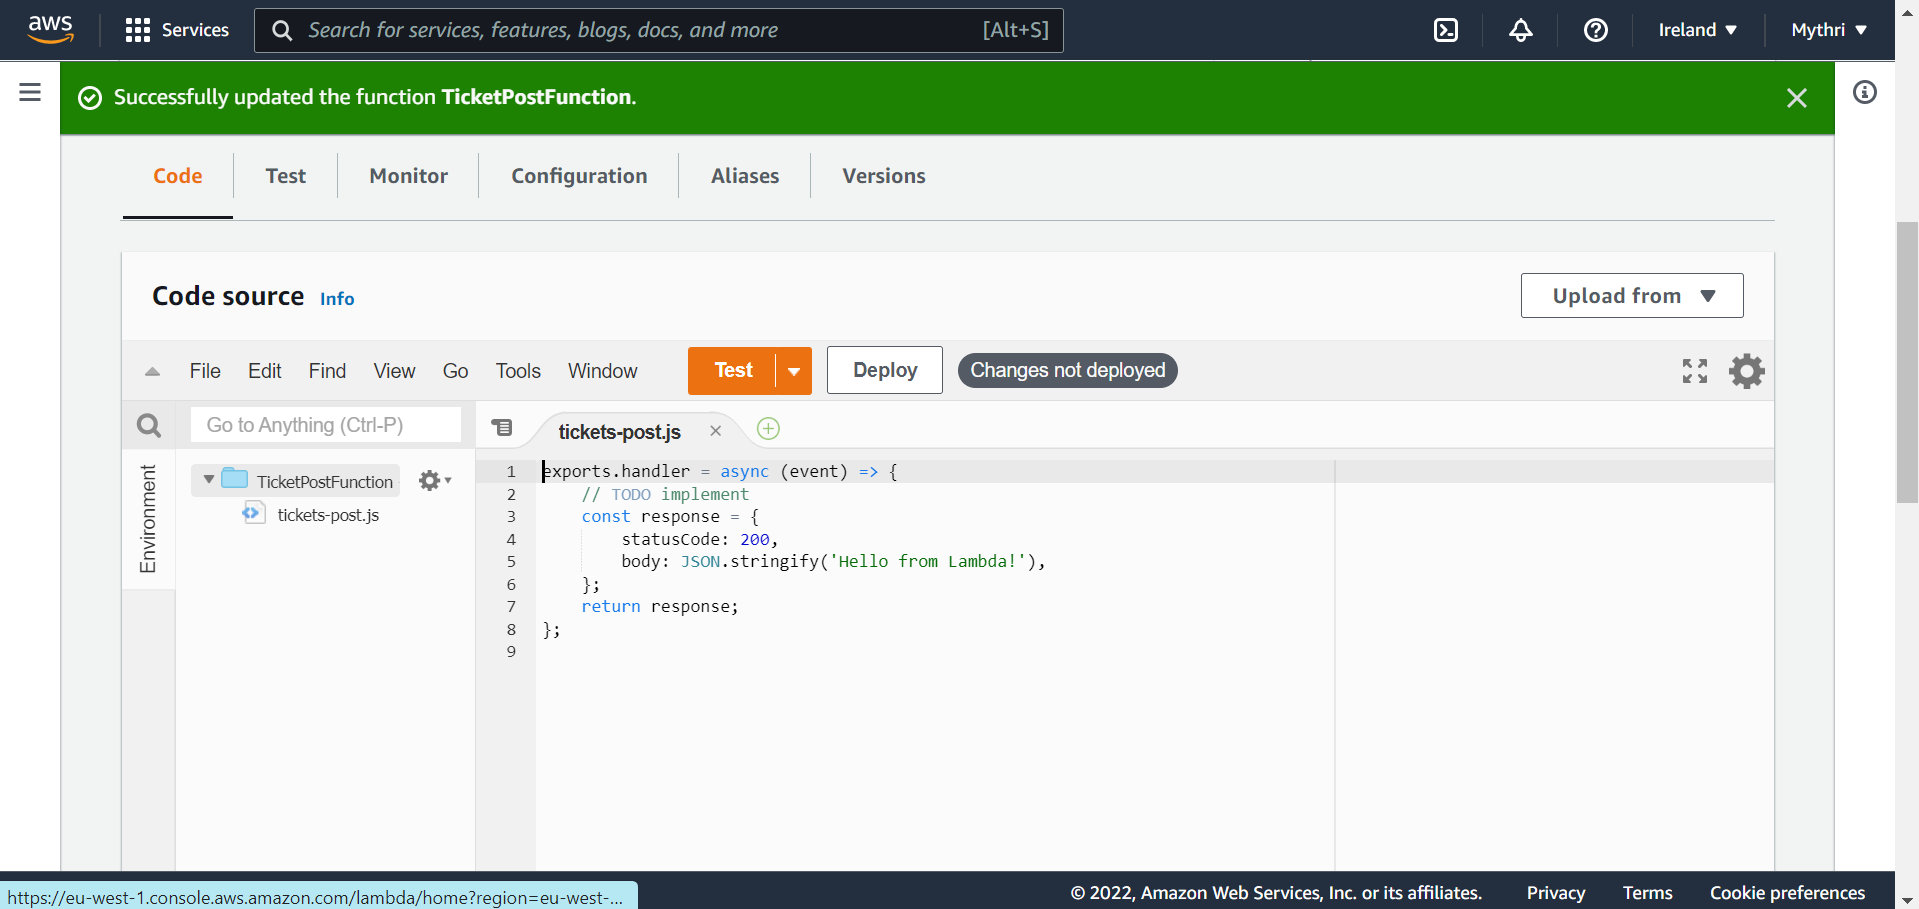 aws Services Search for services, features, blogs, docs, and more [Alt+S] Ireland ▼ Mythri ▼
Successfully updated the function TicketPostFunction.
Code Test Monitor Configuration Aliases Versions
Code source Info Upload from ▼
File Edit Find View Go Tools Window Test Deploy Changes not deployed
Go to Anything (Ctrl-P) tickets-post.js
Environment
TicketPostFunction
tickets-post.js
1 exports.handler = async (event) => {
2 // TODO implement
3 const response = {
4 statusCode: 200,
5 body: JSON.stringify('Hello from Lambda!'),
6 };
7 return response;
8 };
9
https://eu-west-1.console.aws.amazon.com/lambda/home?region=eu-west-... © 2022, Amazon Web Services, Inc. or its affiliates. Privacy Terms Cookie preferences